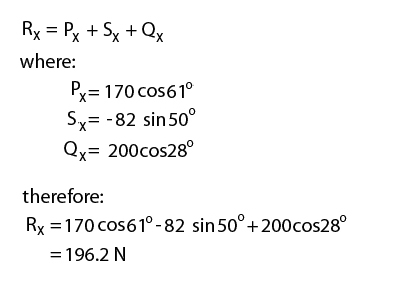 Rₓ = Pₓ + Sₓ + Qₓ
where:
Pₓ = 170 cos61°
Sₓ = -82 sin50°
Qₓ = 200cos28°
therefore:
Rₓ = 170 cos61° - 82 sin50° + 200cos28°
= 196.2 N